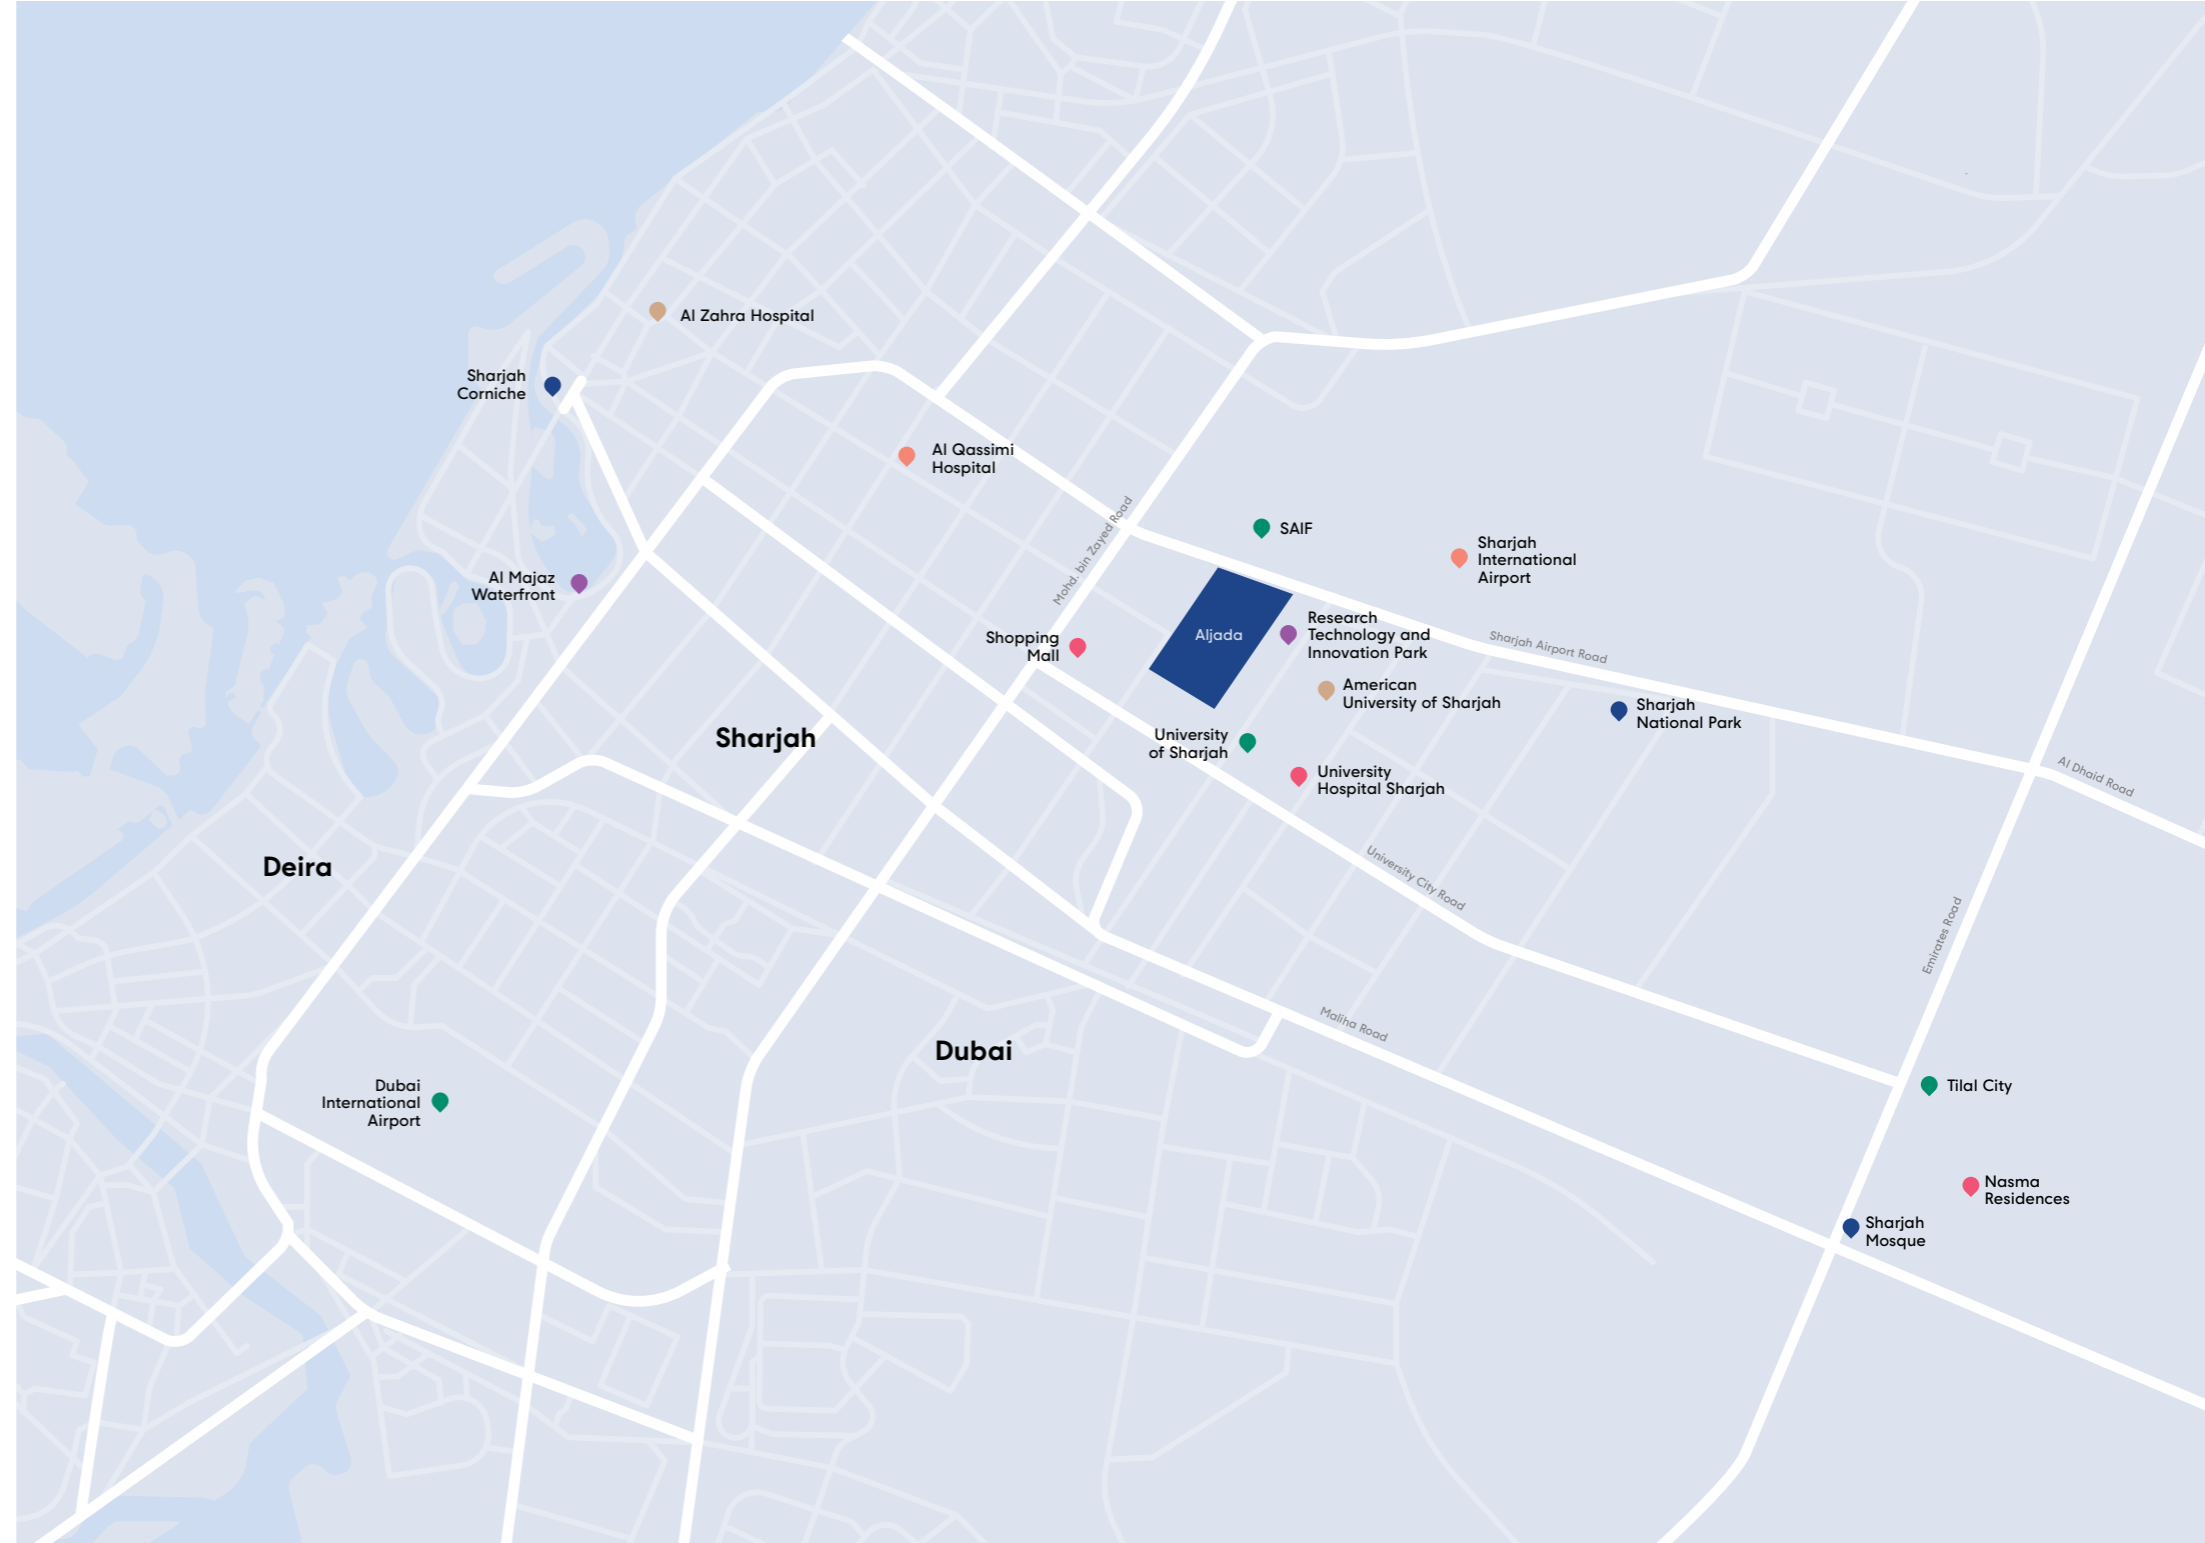 Al Zahra Hospital
Sharjah
Corniche
Al Qassimi
Hospital
Mohd. bin Zayed Road
SAIF
Sharjah
International
Airport
Al Majaz
Waterfront
Shopping
Mall
Aljada
Research
Technology and
Innovation Park
Sharjah Airport Road
American
University of Sharjah
Sharjah
National Park
University
of Sharjah
Sharjah
University
Hospital Sharjah
Al Dhaid Road
Deira
University City Road
Emirates Road
Maliha Road
Dubai
Dubai
International
Airport
Tilal City
Nasma
Residences
Sharjah
Mosque